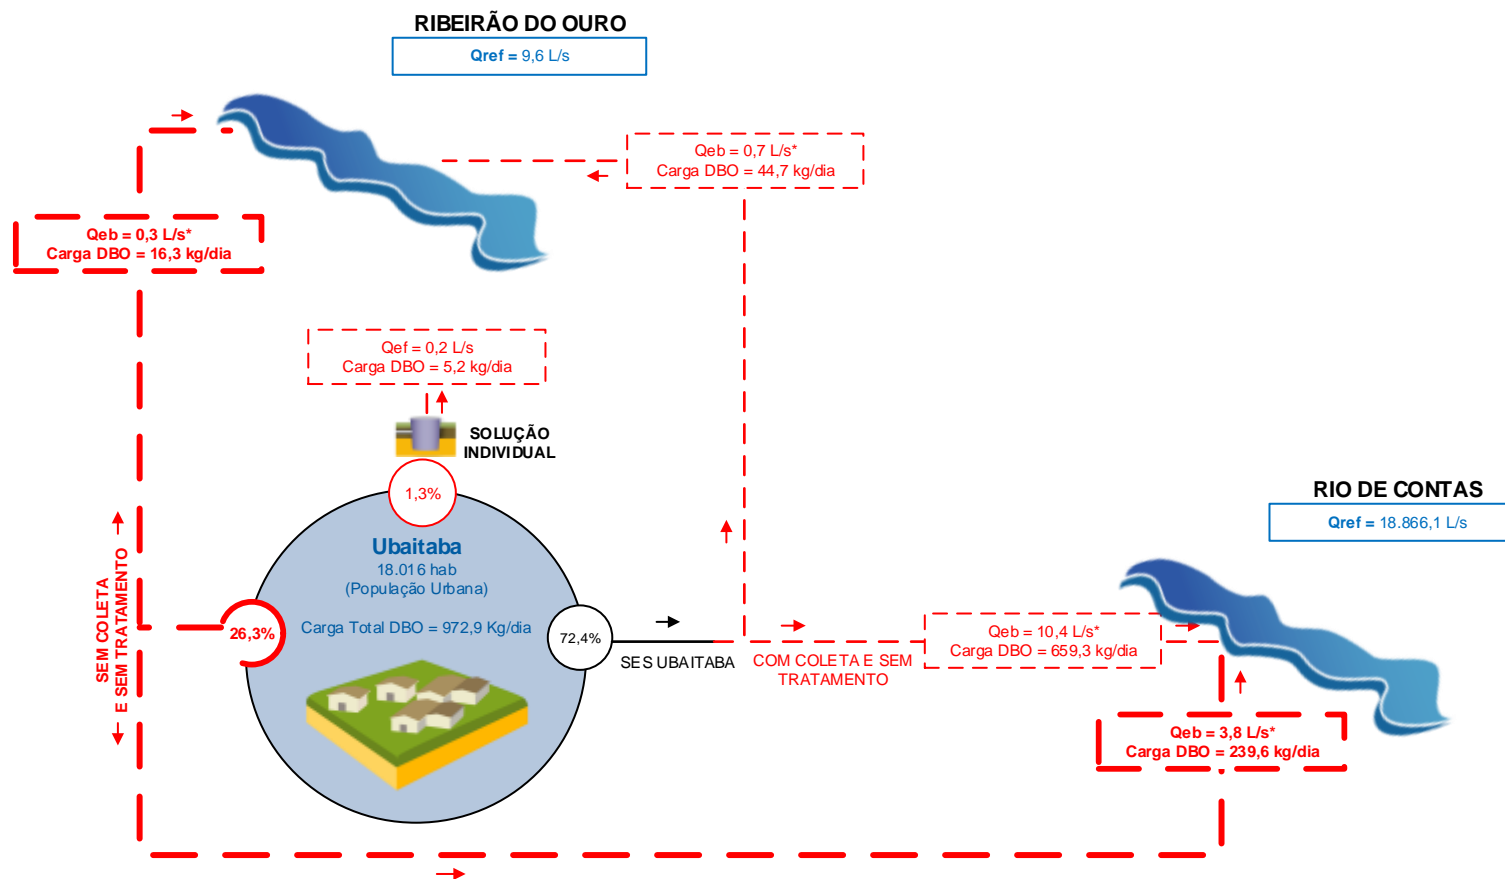 RIBEIRÃO DO OURO
Qref = 9,6 L/s
Qeb = 0,7 L/s*
Carga DBO = 44,7 kg/dia
Qeb = 0,3 L/s*
Carga DBO = 16,3 kg/dia
Qef = 0,2 L/s
Carga DBO = 5,2 kg/dia
SOLUÇÃO
INDIVIDUAL
1,3%
RIO DE CONTAS
Qref = 18.866,1 L/s
Ubaitaba
18.016 hab
(População Urbana)
Carga Total DBO = 972,9 Kg/dia
SEM COLETA
E SEM TRATAMENTO
26,3%
72,4%
SES UBAITABA
COM COLETA E SEM
TRATAMENTO
Qeb = 10,4 L/s*
Carga DBO = 659,3 kg/dia
Qeb = 3,8 L/s*
Carga DBO = 239,6 kg/dia